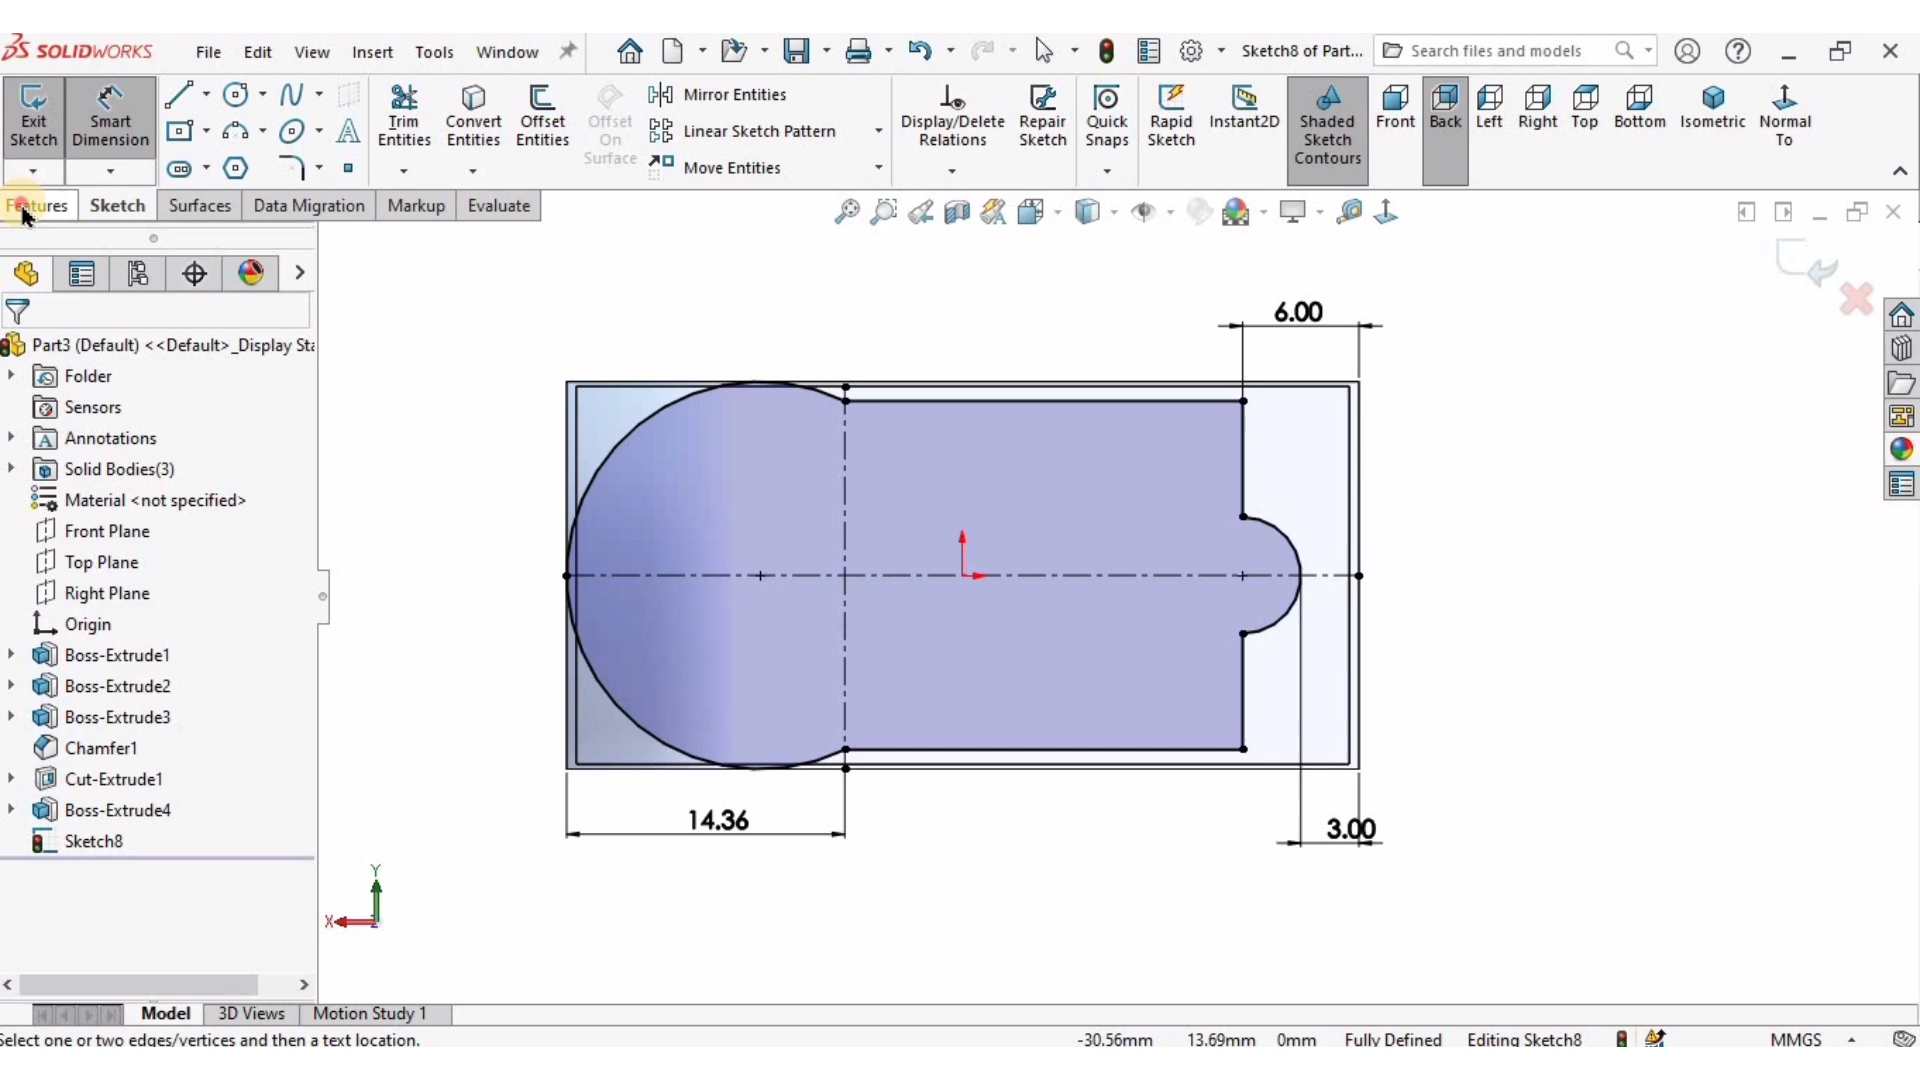 SOLIDWORKS File Edit View Insert Tools Window Sketch8 of Part... Search files and models
Exit Sketch
Smart Dimension
Trim Entities
Convert Entities
Offset Entities
Offset On Surface
Mirror Entities
Linear Sketch Pattern
Move Entities
Display/Delete Relations
Repair Sketch
Quick Snaps
Rapid Sketch
Instant2D
Shaded Sketch Contours
Front
Back
Left
Right
Top
Bottom
Isometric
Normal To
Features Sketch Surfaces Data Migration Markup Evaluate
Part3 (Default) <<Default>_Display Sta
Folder
Sensors
Annotations
Solid Bodies(3)
Material <not specified>
Front Plane
Top Plane
Right Plane
Origin
Boss-Extrude1
Boss-Extrude2
Boss-Extrude3
Chamfer1
Cut-Extrude1
Boss-Extrude4
Sketch8
6.00
14.36
3.00
Y
X
Z
Model 3D Views Motion Study 1
Select one or two edges/vertices and then a text location. -30.56mm 13.69mm 0mm Fully Defined Editing Sketch8 MMGS